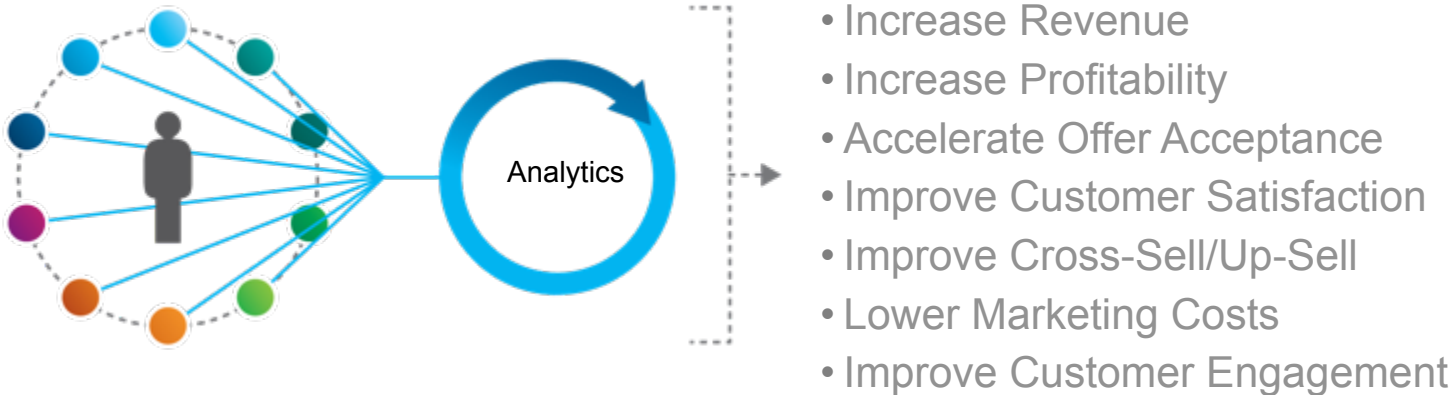 Analytics
• Increase Revenue
• Increase Profitability
• Accelerate Offer Acceptance
• Improve Customer Satisfaction
• Improve Cross-Sell/Up-Sell
• Lower Marketing Costs
• Improve Customer Engagement